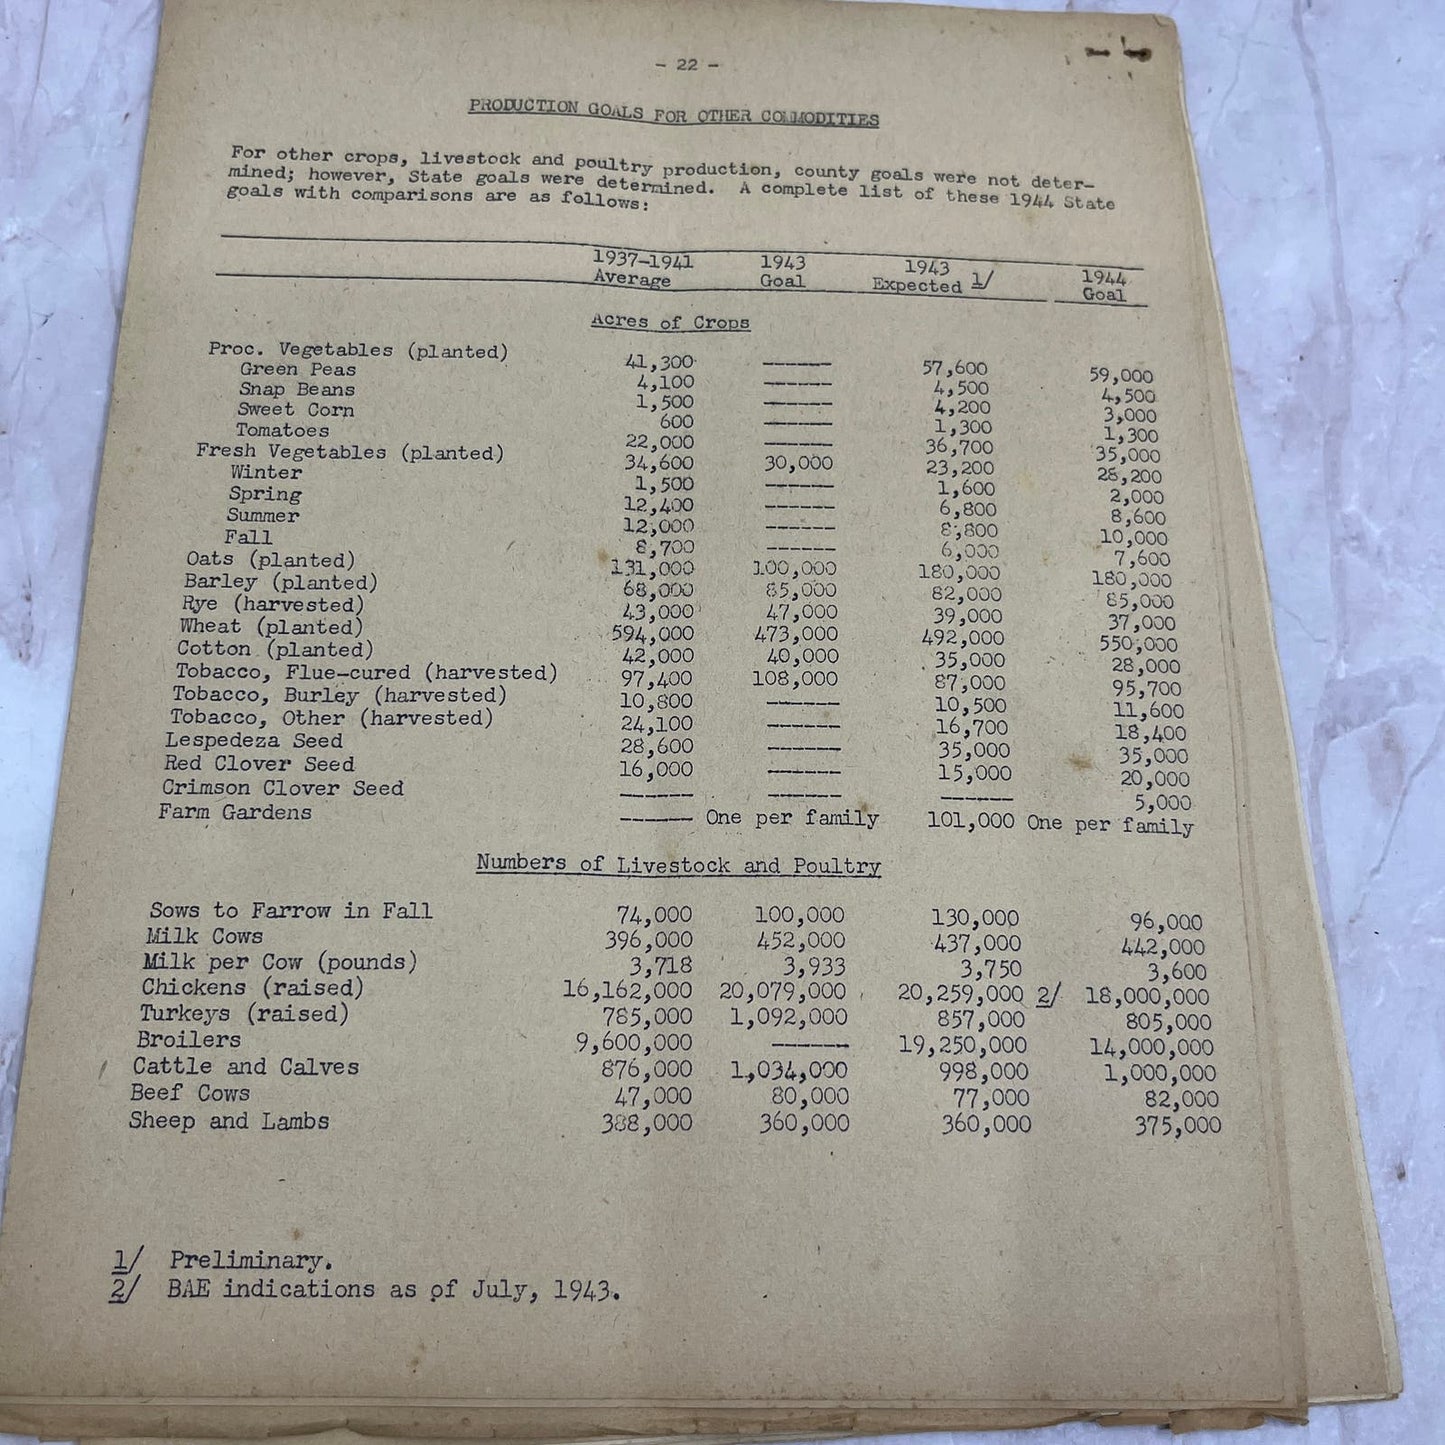 - 22 -
PRODUCTION GOALS FOR OTHER COMMODITIES
For other crops, livestock and poultry production, county goals were not deter-
mined; however, State goals were determined. A complete list of these 1944 State
goals with comparisons are as follows:
1937-1941 1943 1943 1944
Average Goal Expected 1/ Goal
Acres of Crops
Proc. Vegetables (planted) 41,300 ------ 57,600 59,000
Green Peas 4,100 ------ 4,500 4,500
Snap Beans 1,500 ------ 4,200 3,000
Sweet Corn 600 ------ 1,300 1,300
Tomatoes 22,000 ------ 36,700 35,000
Fresh Vegetables (planted) 34,600 30,000 23,200 28,200
Winter 1,500 ------ 1,600 2,000
Spring 12,400 ------ 6,800 8,600
Summer 12,000 ------ 8,800 10,000
Fall 8,700 ------ 6,000 7,600
Oats (planted) 131,000 100,000 180,000 180,000
Barley (planted) 68,000 85,000 82,000 85,000
Rye (harvested) 43,000 47,000 39,000 37,000
Wheat (planted) 594,000 473,000 492,000 550,000
Cotton (planted) 42,000 40,000 35,000 28,000
Tobacco, Flue-cured (harvested) 97,400 108,000 87,000 95,700
Tobacco, Burley (harvested) 10,800 ------ 10,500 11,600
Tobacco, Other (harvested) 24,100 ------ 16,700 18,400
Lespedeza Seed 28,600 ------ 35,000 35,000
Red Clover Seed 16,000 ------ 15,000 20,000
Crimson Clover Seed ------ ------ ------ 5,000
Farm Gardens ------ One per family 101,000 One per family
Numbers of Livestock and Poultry
Sows to Farrow in Fall 74,000 100,000 130,000 96,000
Milk Cows 396,000 452,000 437,000 442,000
Milk per Cow (pounds) 3,718 3,933 3,750 3,600
Chickens (raised) 16,162,000 20,079,000 20,259,000 2/ 18,000,000
Turkeys (raised) 785,000 1,092,000 857,000 805,000
Broilers 9,600,000 ------ 19,250,000 14,000,000
Cattle and Calves 876,000 1,034,000 998,000 1,000,000
Beef Cows 47,000 80,000 77,000 82,000
Sheep and Lambs 388,000 360,000 360,000 375,000
1/ Preliminary.
2/ BAE indications as of July, 1943.